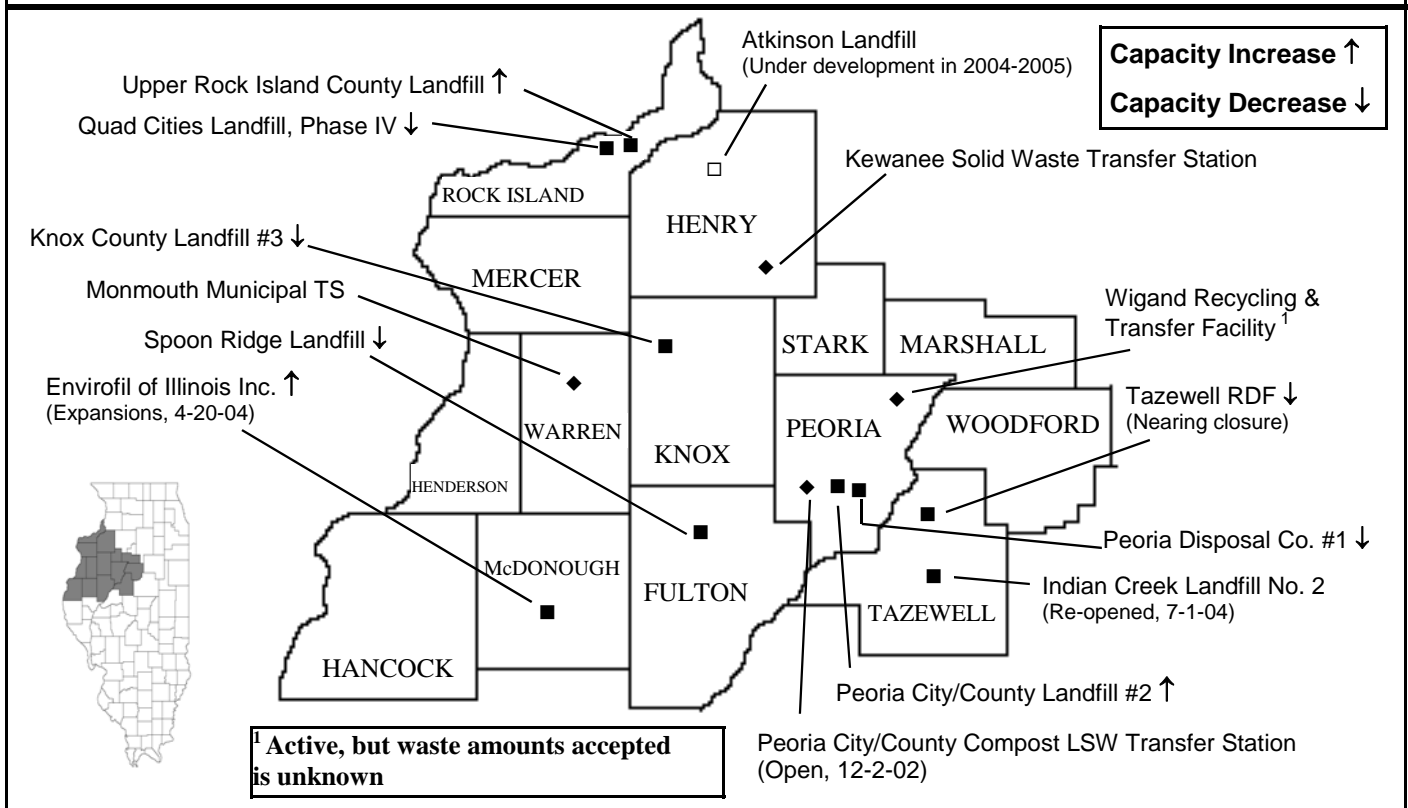 Atkinson Landfill
(Under development in 2004-2005)
Capacity Increase ↑
Capacity Decrease ↓
Upper Rock Island County Landfill ↑
Quad Cities Landfill, Phase IV ↓
Kewanee Solid Waste Transfer Station
ROCK ISLAND
HENRY
Knox County Landfill #3 ↓
MERCER
Monmouth Municipal TS
Wigand Recycling &
Transfer Facility 1
Spoon Ridge Landfill ↓
STARK
MARSHALL
Envirofil of Illinois Inc. ↑
(Expansions, 4-20-04)
Tazewell RDF ↓
(Nearing closure)
WARREN
PEORIA
WOODFORD
KNOX
HENDERSON
Peoria Disposal Co. #1 ↓
McDONOUGH
FULTON
Indian Creek Landfill No. 2
(Re-opened, 7-1-04)
TAZEWELL
HANCOCK
Peoria City/County Landfill #2 ↑
Peoria City/County Compost LSW Transfer Station
(Open, 12-2-02)
1 Active, but waste amounts accepted
is unknown